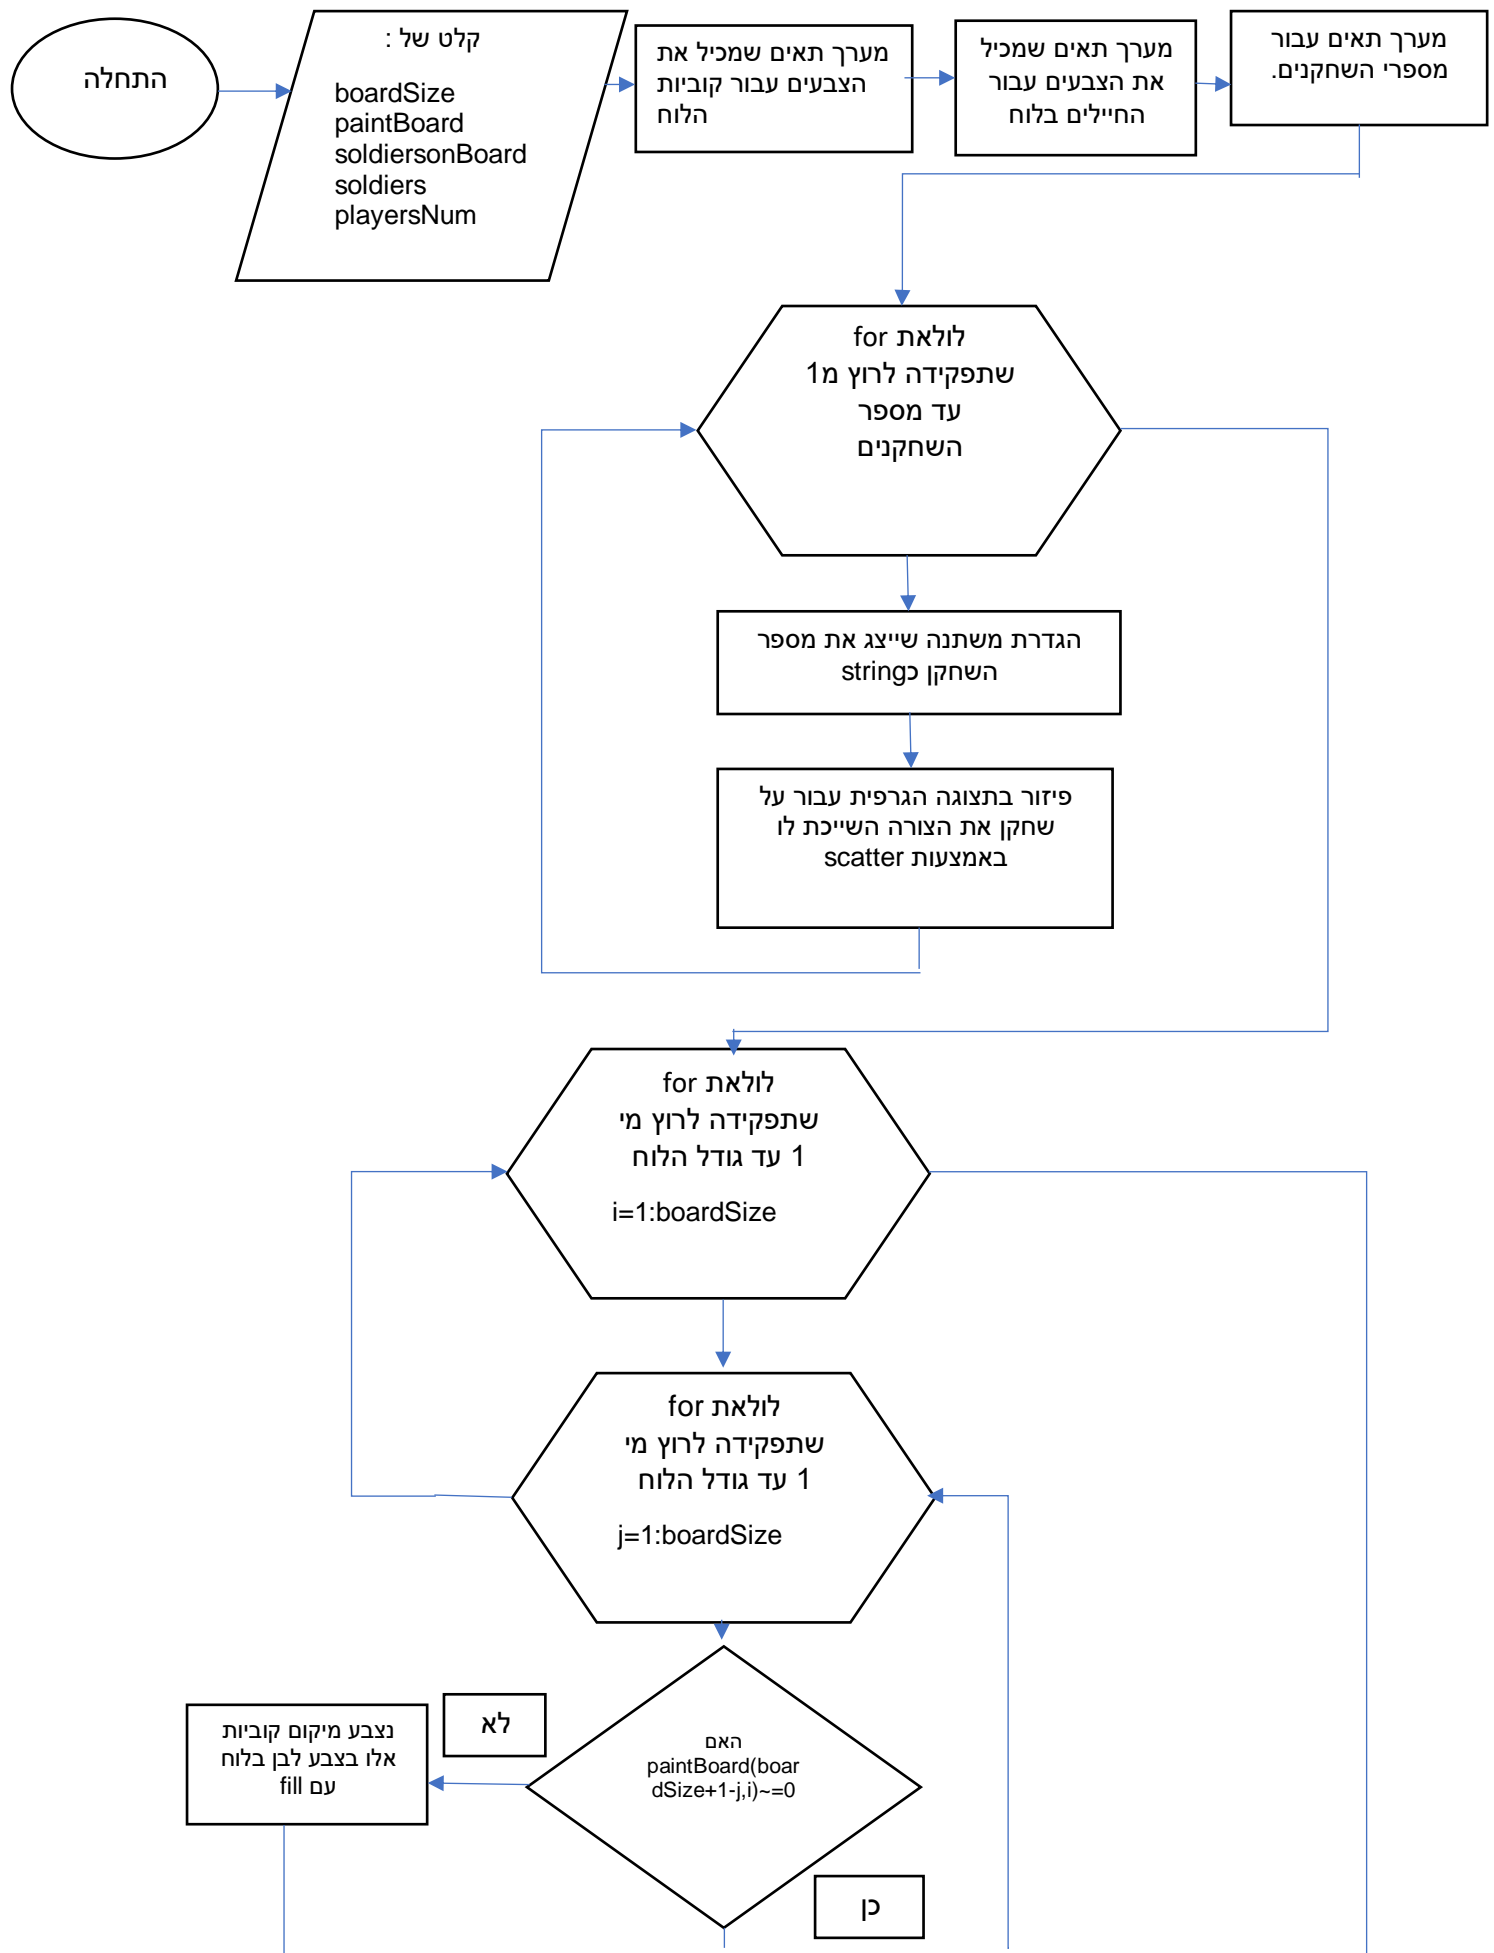 התחלה
קלט של :
boardSize
paintBoard
soldiersonBoard
soldiers
playersNum
מערך תאים שמכיל את
הצבעים עבור קוביות
הלוח
מערך תאים שמכיל
את הצבעים עבור
החיילים בלוח
מערך תאים עבור
מספרי השחקנים.
לולאת for
שתפקידה לרוץ מ1
עד מספר
השחקנים
הגדרת משתנה שייצג את מספר
השחקן כstring
פיזור בתצוגה הגרפית עבור על
שחקן את הצורה השייכת לו
באמצעות scatter
לולאת for
שתפקידה לרוץ מי
1 עד גודל הלוח
i=1:boardSize
לולאת for
שתפקידה לרוץ מי
1 עד גודל הלוח
j=1:boardSize
האם
paintBoard(boar
dSize+1-j,i)~=0
לא
נצבע מיקום קוביות
אלו בצבע לבן בלוח
עם fill
כן